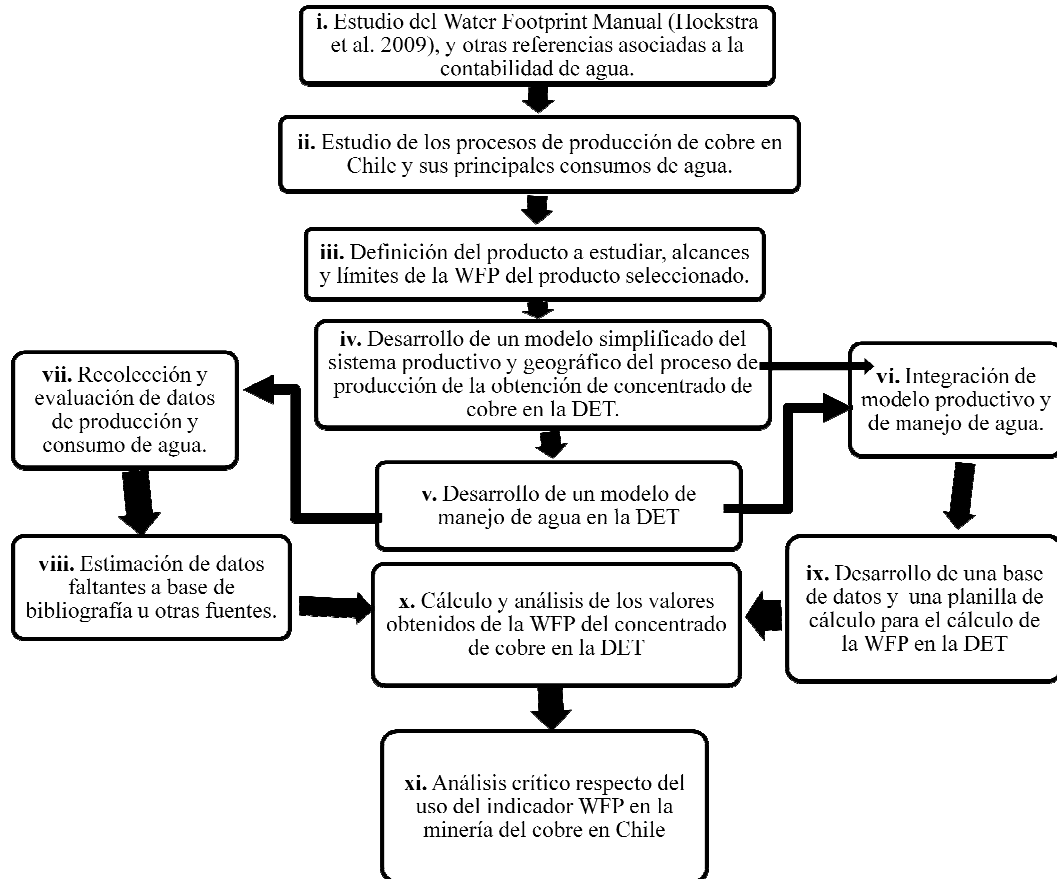 i. Estudio del Water Footprint Manual (Hoekstra
et al. 2009), y otras referencias asociadas a la
contabilidad de agua.
ii. Estudio de los procesos de producción de cobre en
Chile y sus principales consumos de agua.
iii. Definición del producto a estudiar, alcances
y límites de la WFP del producto seleccionado.
iv. Desarrollo de un modelo simplificado del
sistema productivo y geográfico del proceso de
producción de la obtención de concentrado de
cobre en la DET.
v. Desarrollo de un modelo de
manejo de agua en la DET
vi. Integración de
modelo productivo y
de manejo de agua.
vii. Recolección y
evaluación de datos
de producción y
consumo de agua.
viii. Estimación de datos
faltantes a base de
bibliografía u otras fuentes.
ix. Desarrollo de una base
de datos y una planilla de
cálculo para el cálculo de
la WFP en la DET
x. Cálculo y análisis de los valores
obtenidos de la WFP del concentrado
de cobre en la DET
xi. Análisis crítico respecto del
uso del indicador WFP en la
minería del cobre en Chile